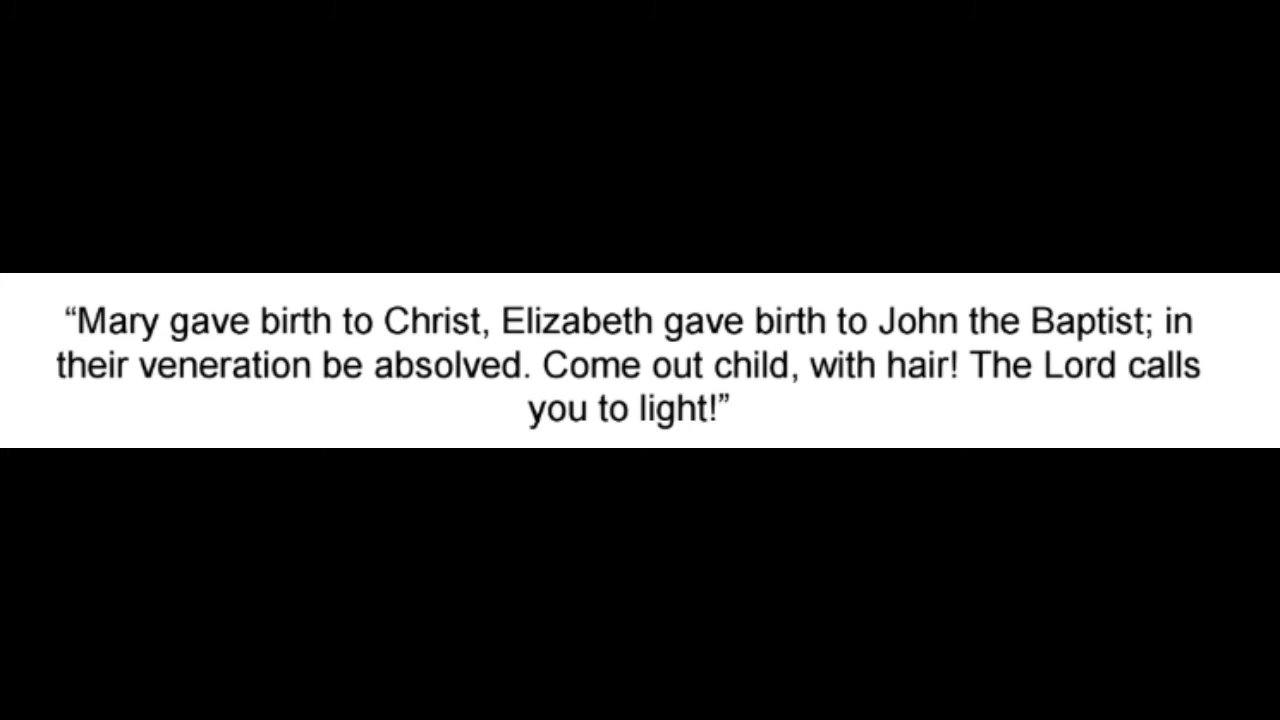 “Mary gave birth to Christ, Elizabeth gave birth to John the Baptist; in
their veneration be absolved. Come out child, with hair! The Lord calls
you to light!”